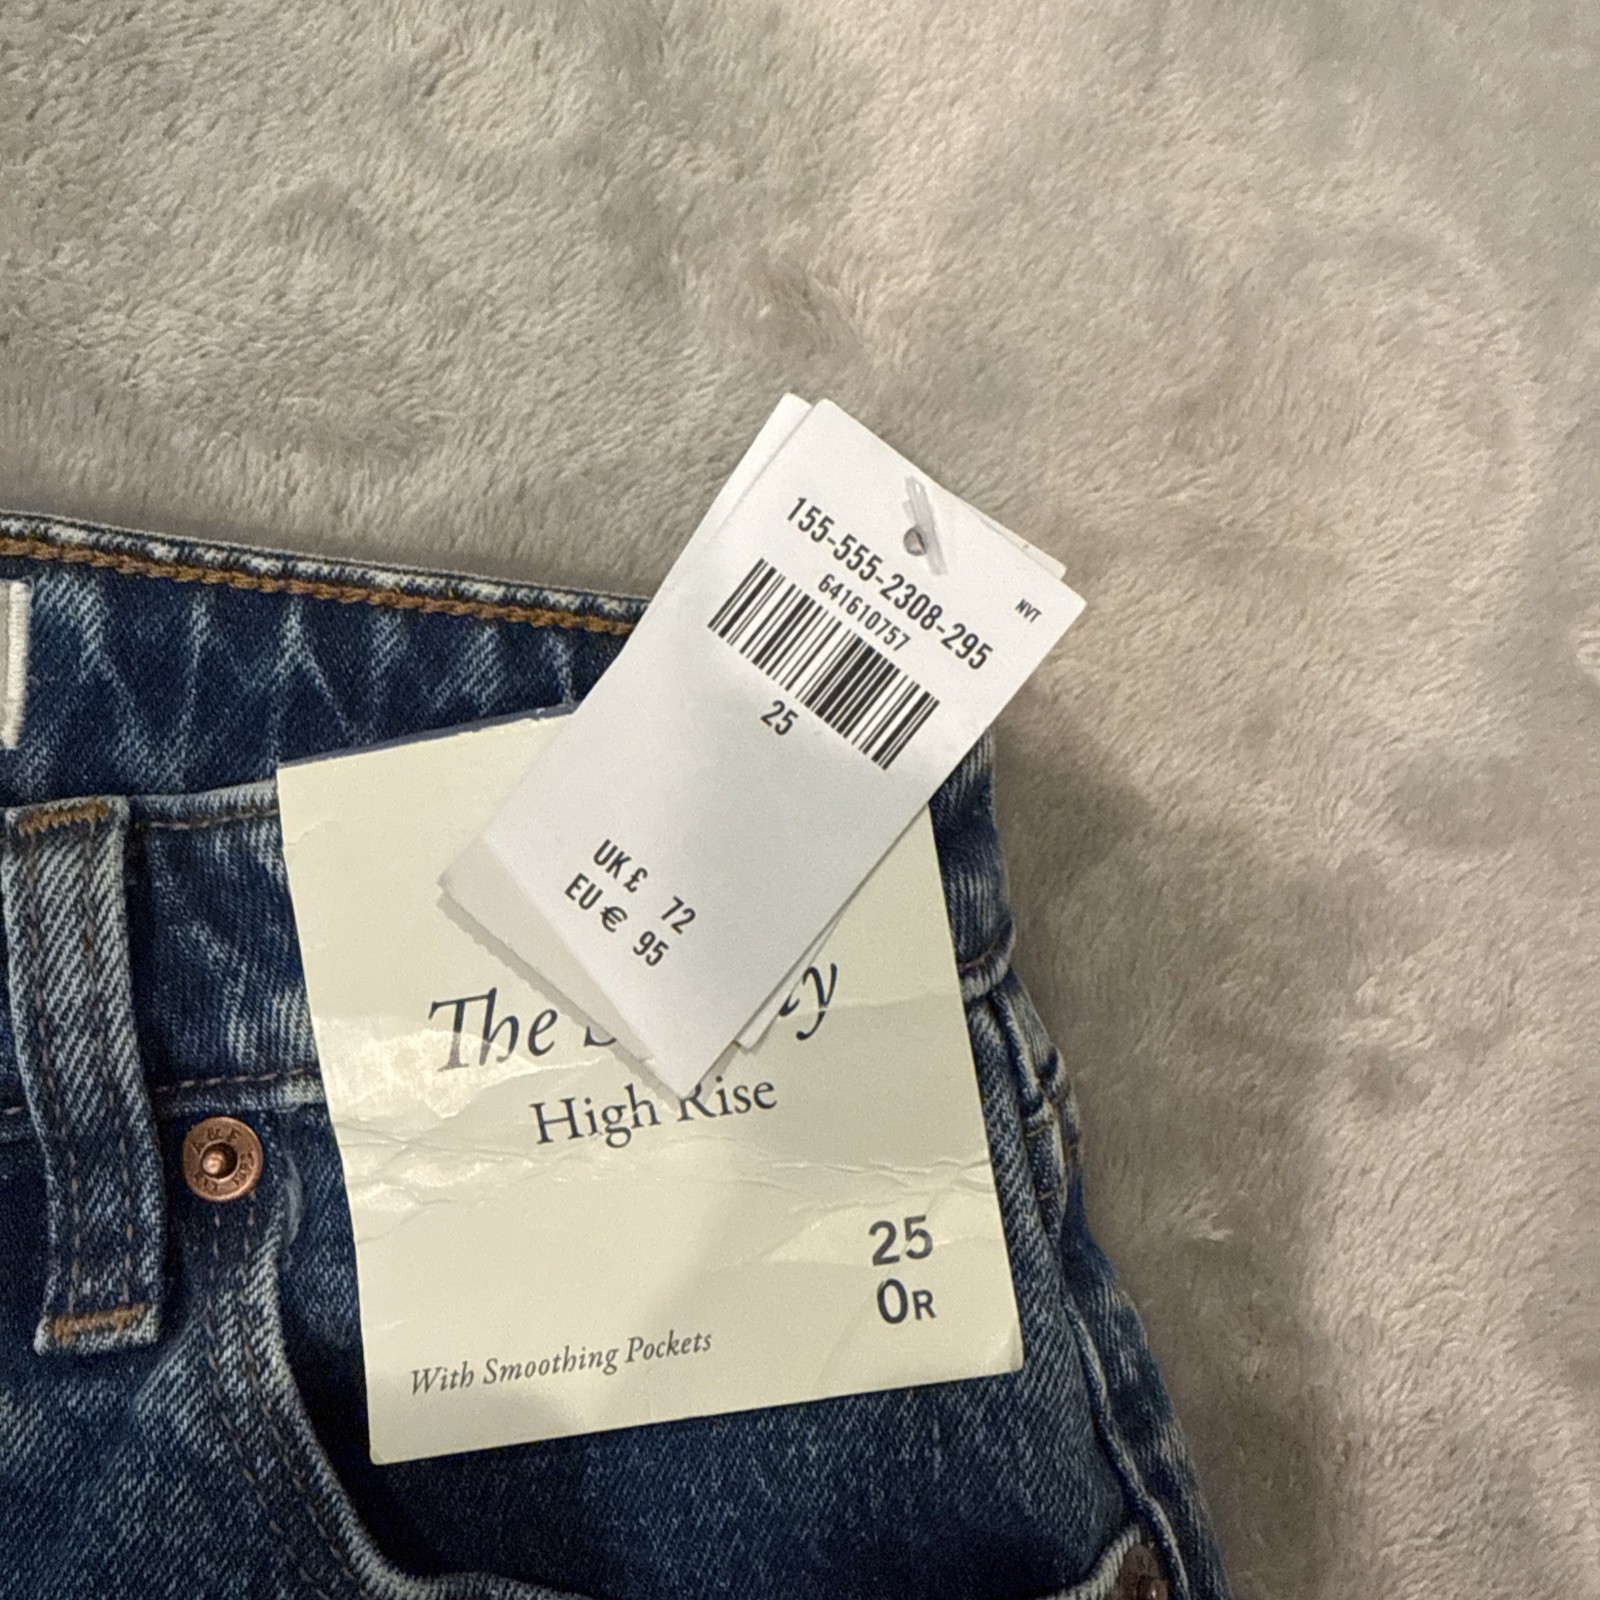 155-555-2308-295
NVT
641610757
25
UK £ 72
EU € 95
The
High Rise
25
0R
With Smoothing Pockets
A & F